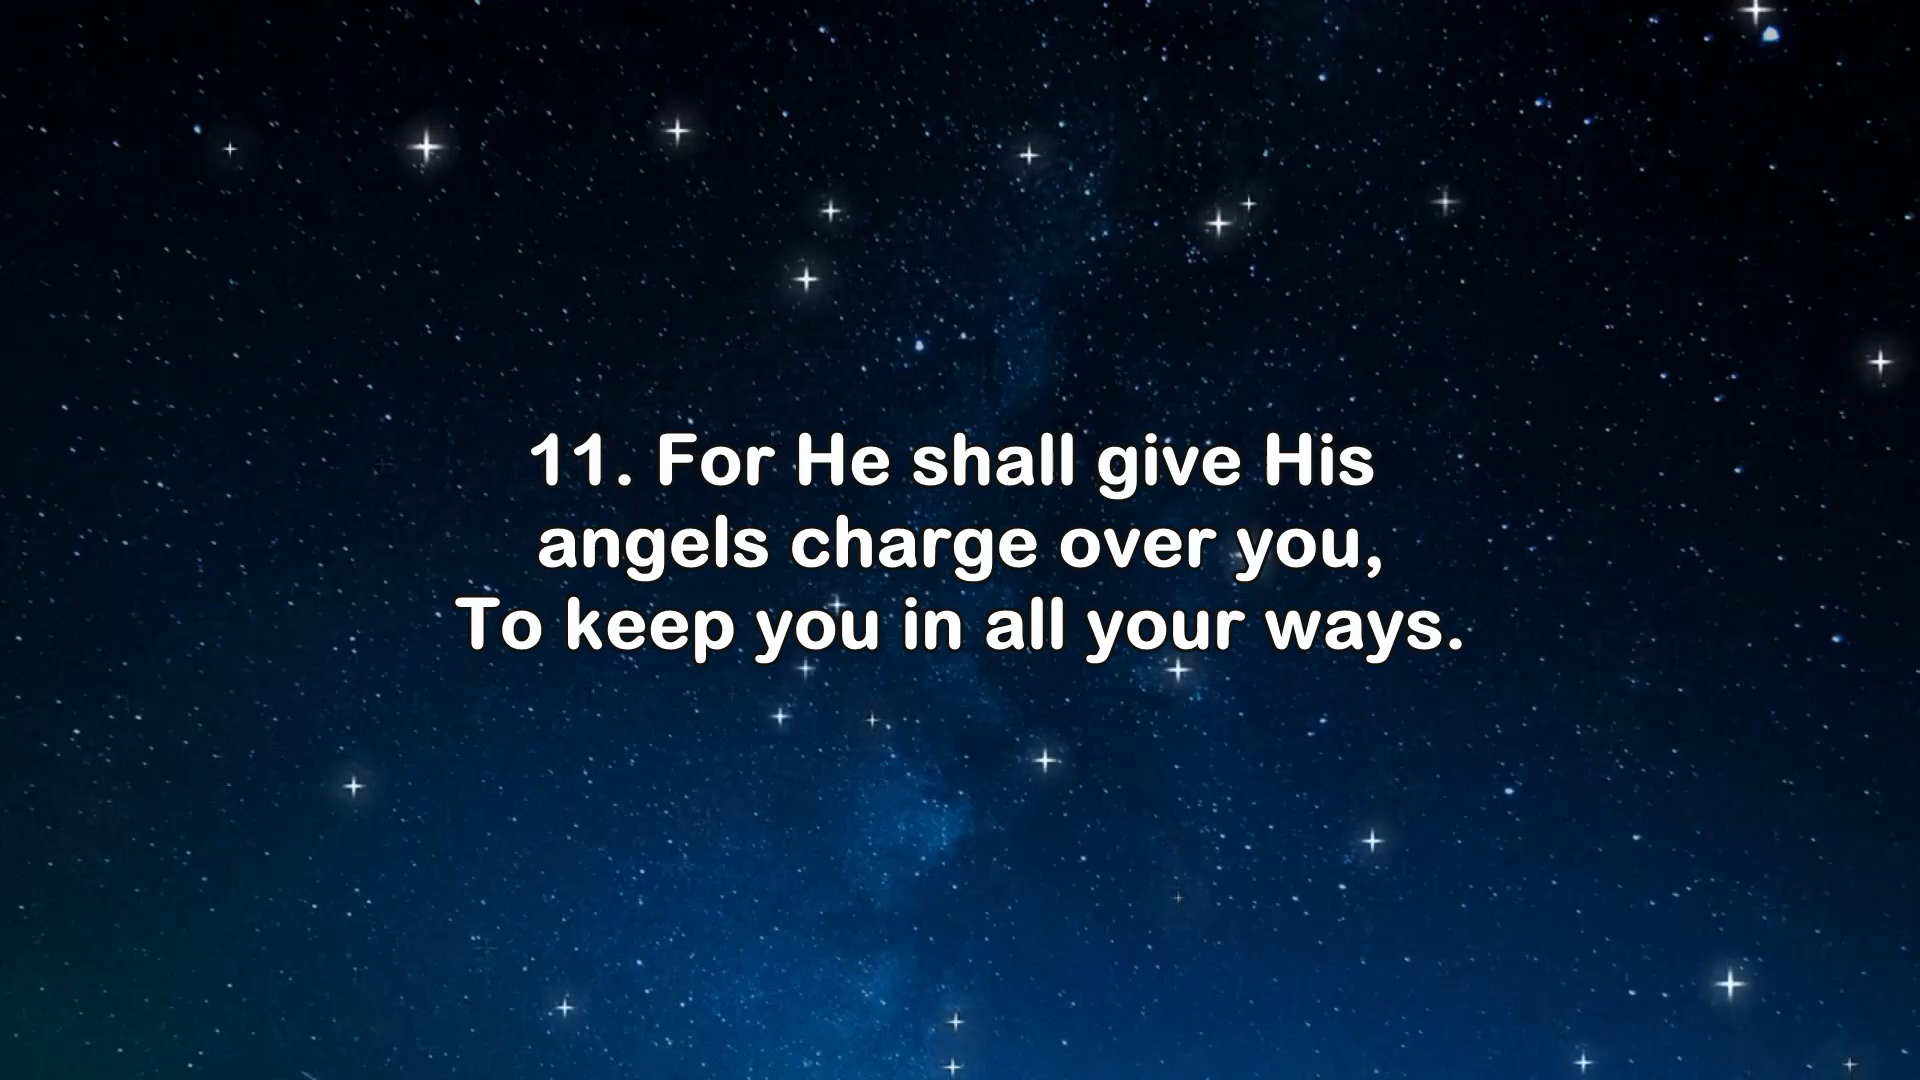 11. For He shall give His
angels charge over you,
To keep you in all your ways.